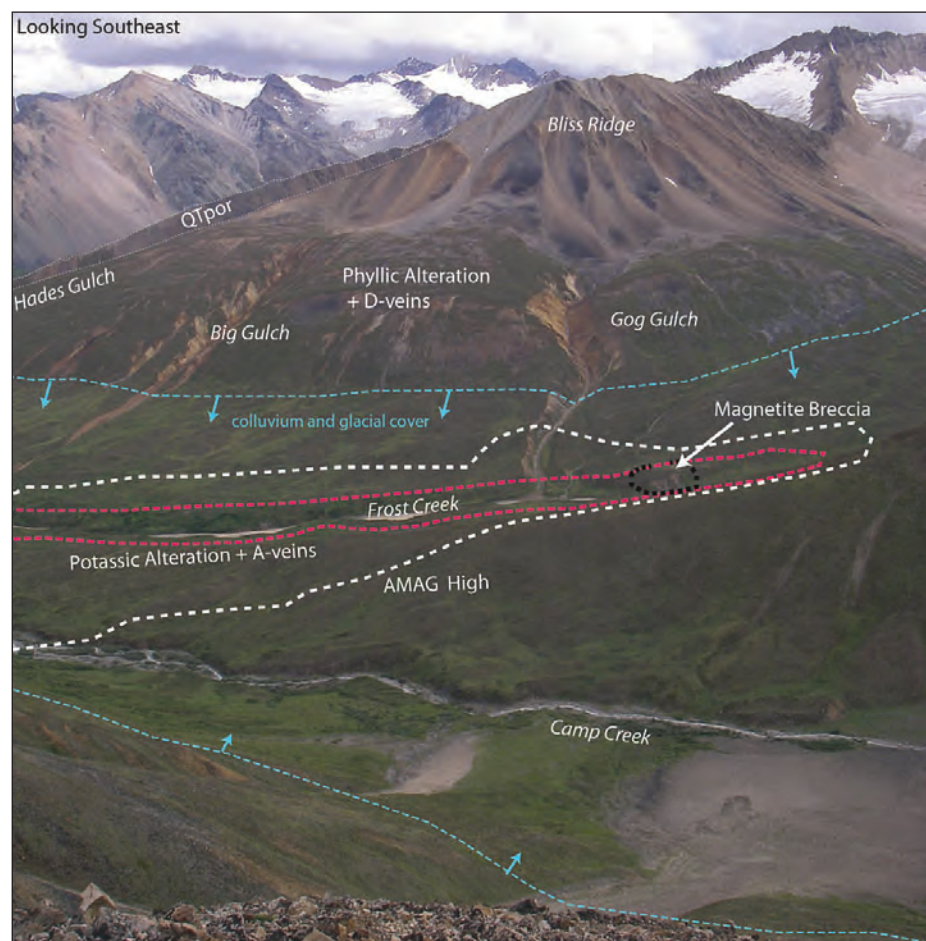 Looking Southeast
Bliss Ridge
QTpor
Hades Gulch
Phyllic Alteration
+ D-veins
Big Gulch
Gog Gulch
colluvium and glacial cover
Magnetite Breccia
Frost Creek
Potassic Alteration + A-veins
AMAG High
Camp Creek